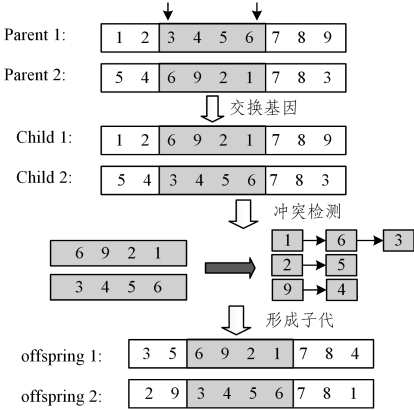 Parent 1: 1 2 3 4 5 6 7 8 9
Parent 2: 5 4 6 9 2 1 7 8 3
交换基因
Child 1: 1 2 6 9 2 1 7 8 9
Child 2: 5 4 3 4 5 6 7 8 3
冲突检测
6 9 2 1
3 4 5 6
1 6 3
2 5
9 4
形成子代
offspring 1: 3 5 6 9 2 1 7 8 4
offspring 2: 2 9 3 4 5 6 7 8 1